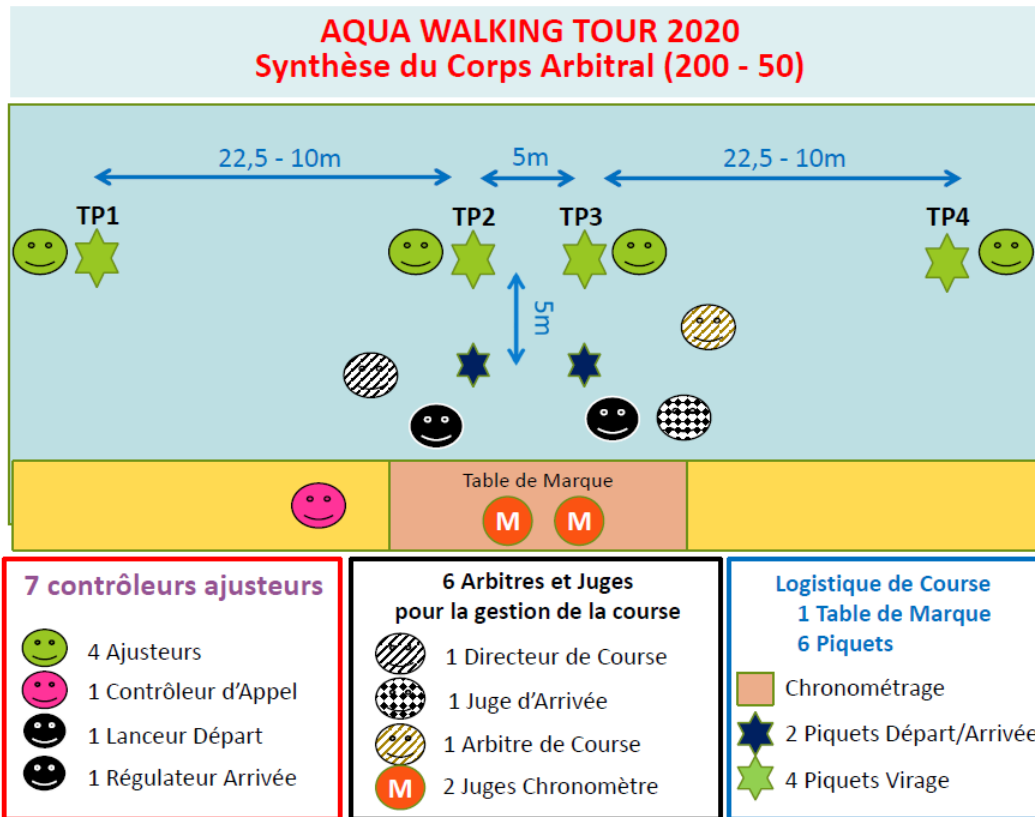 AQUA WALKING TOUR 2020
Synthèse du Corps Arbitral (200 - 50)
22,5 - 10m
5m
22,5 - 10m
TP1
TP2
TP3
TP4
5m
Table de Marque
M
M
7 contrôleurs ajusteurs
4 Ajusteurs
1 Contrôleur d'Appel
1 Lanceur Départ
1 Régulateur Arrivée
6 Arbitres et Juges
pour la gestion de la course
1 Directeur de Course
1 Juge d'Arrivée
1 Arbitre de Course
M
2 Juges Chronomètre
Logistique de Course
1 Table de Marque
6 Piquets
Chronométrage
2 Piquets Départ/Arrivée
4 Piquets Virage